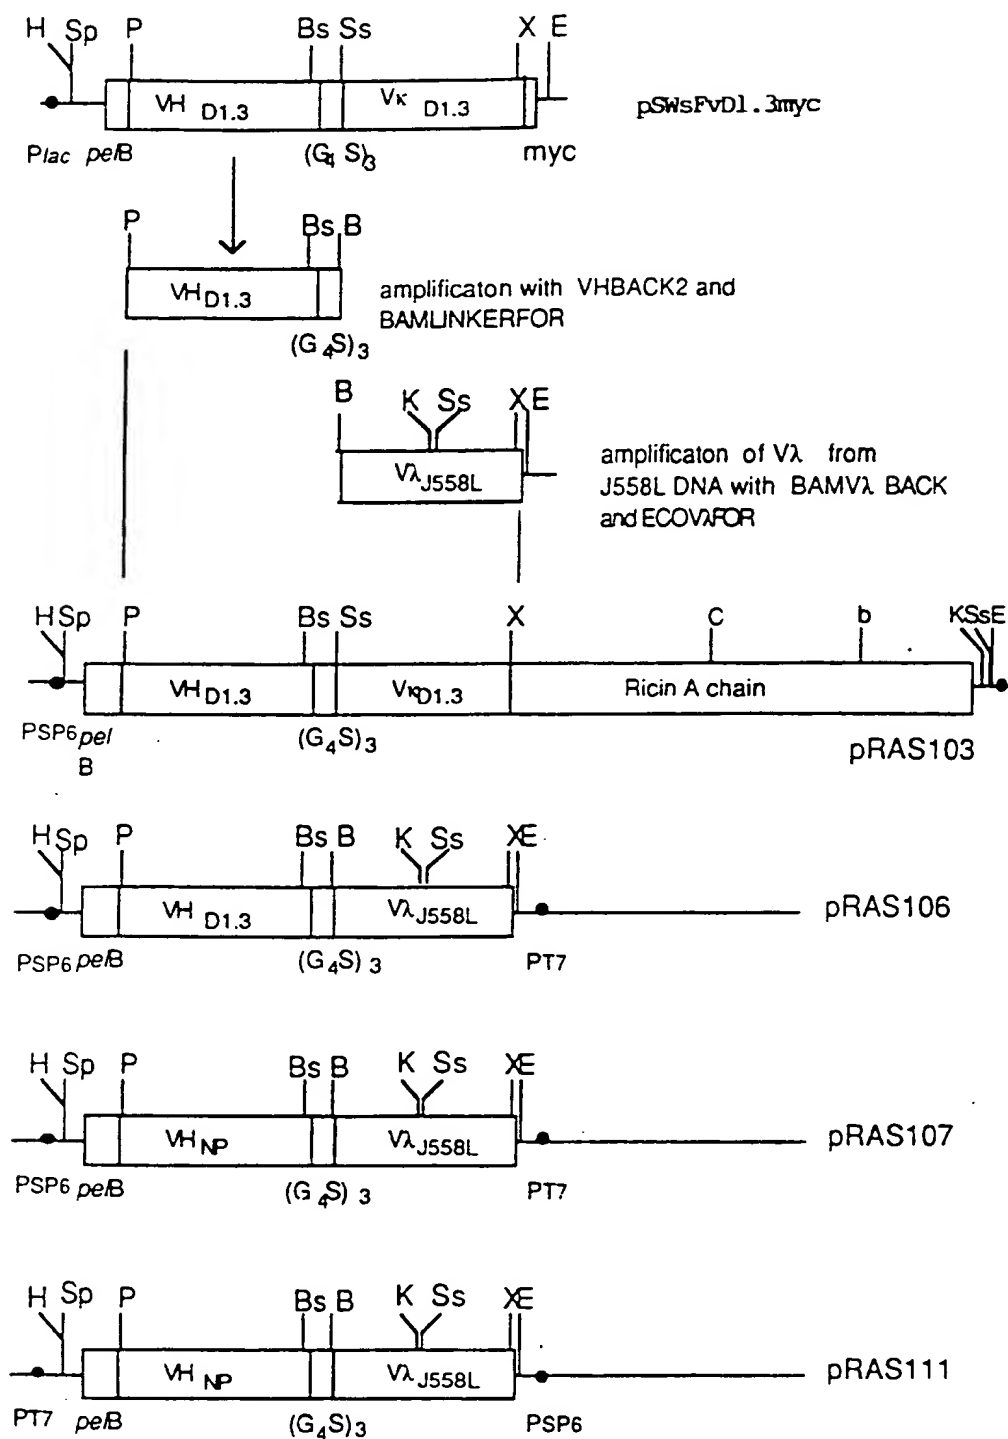 H Sp P Bs Ss X E
VH D1.3 Vκ D1.3 pSWsFvD1.3myc
Plac pelB (G4 S)3 myc
P Bs B
VH D1.3 amplificaton with VHBACK2 and
BAMLINKERFOR
(G4S)3
B K Ss X E
Vλ J558L amplificaton of Vλ from
J558L DNA with BAMVλ BACK
and ECOVλFOR
H Sp P Bs Ss X C b K Ss E
VH D1.3 Vκ D1.3 Ricin A chain
PSP6 pel (G4S)3 pRAS103
B
H Sp P Bs B K Ss X E
VH D1.3 Vλ J558L pRAS106
PSP6 pelB (G4S)3 PT7
H Sp P Bs B K Ss X E
VH NP Vλ J558L pRAS107
PSP6 pelB (G4S)3 PT7
H Sp P Bs B K Ss X E
VH NP Vλ J558L pRAS111
PT7 pelB (G4S)3 PSP6